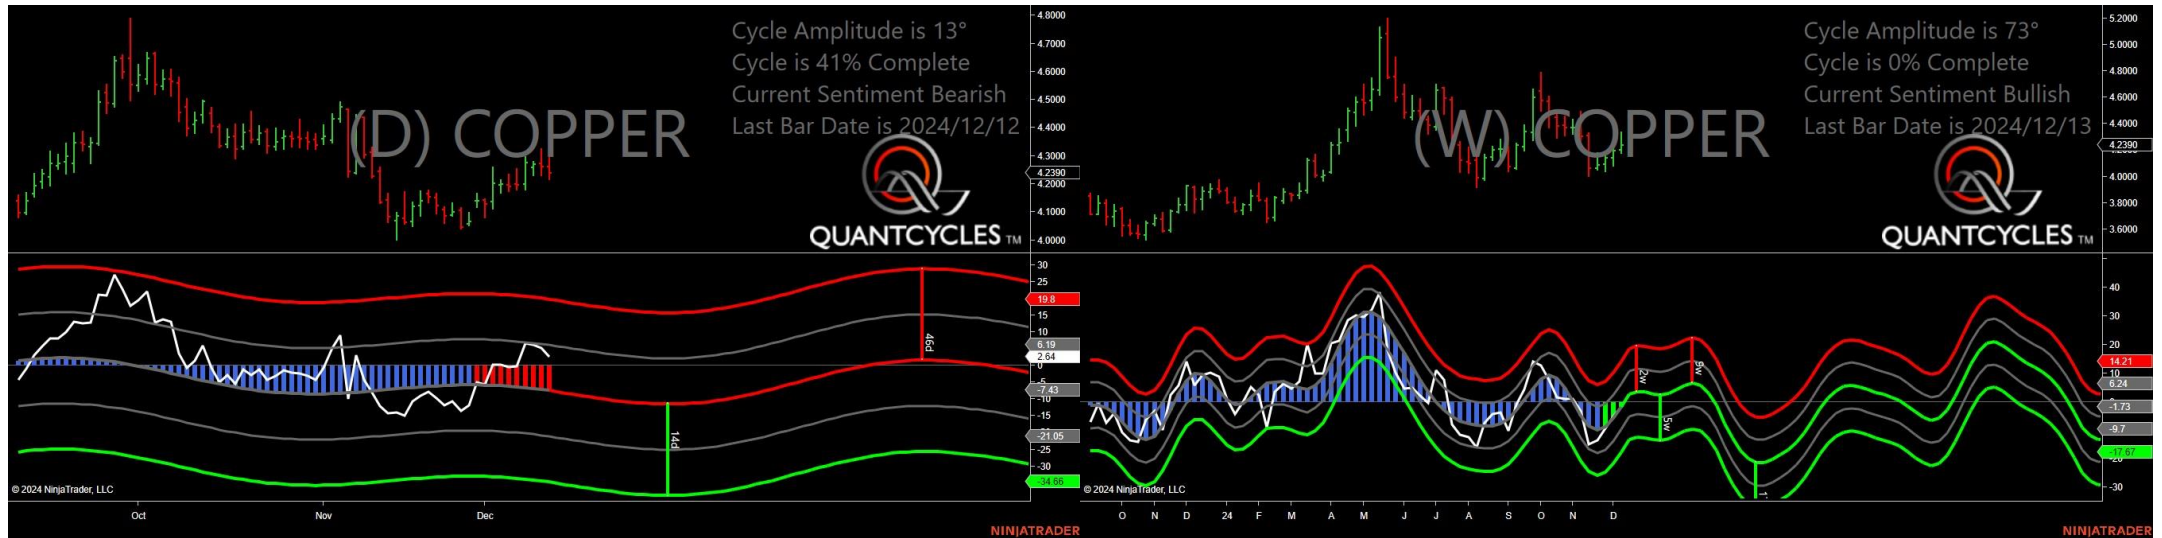 Cycle Amplitude is 13°
Cycle is 41% Complete
Current Sentiment Bearish
Last Bar Date is 2024/12/12
(D) COPPER
QUANTCYCLES TM
4.8000
4.7000
4.6000
4.5000
4.4000
4.3000
4.2390
4.2000
4.1000
4.0000
30
25
19.8
15
10
6.19
2.64
0
-5
-7.43
-10
-15
-21.05
-25
-30
-34.66
46d
14d
© 2024 NinjaTrader, LLC
Oct Nov Dec
NINJATRADER
Cycle Amplitude is 73°
Cycle is 0% Complete
Current Sentiment Bullish
Last Bar Date is 2024/12/13
(W) COPPER
QUANTCYCLES TM
5.2000
5.0000
4.8000
4.6000
4.4000
4.2390
4.0000
3.8000
3.6000
40
30
20
14.21
10
6.24
-1.73
-9.7
-17.67
-20
-30
2w
9w
5w
© 2024 NinjaTrader, LLC
O N D 24 F M A M J J A S O N D
NINJATRADER